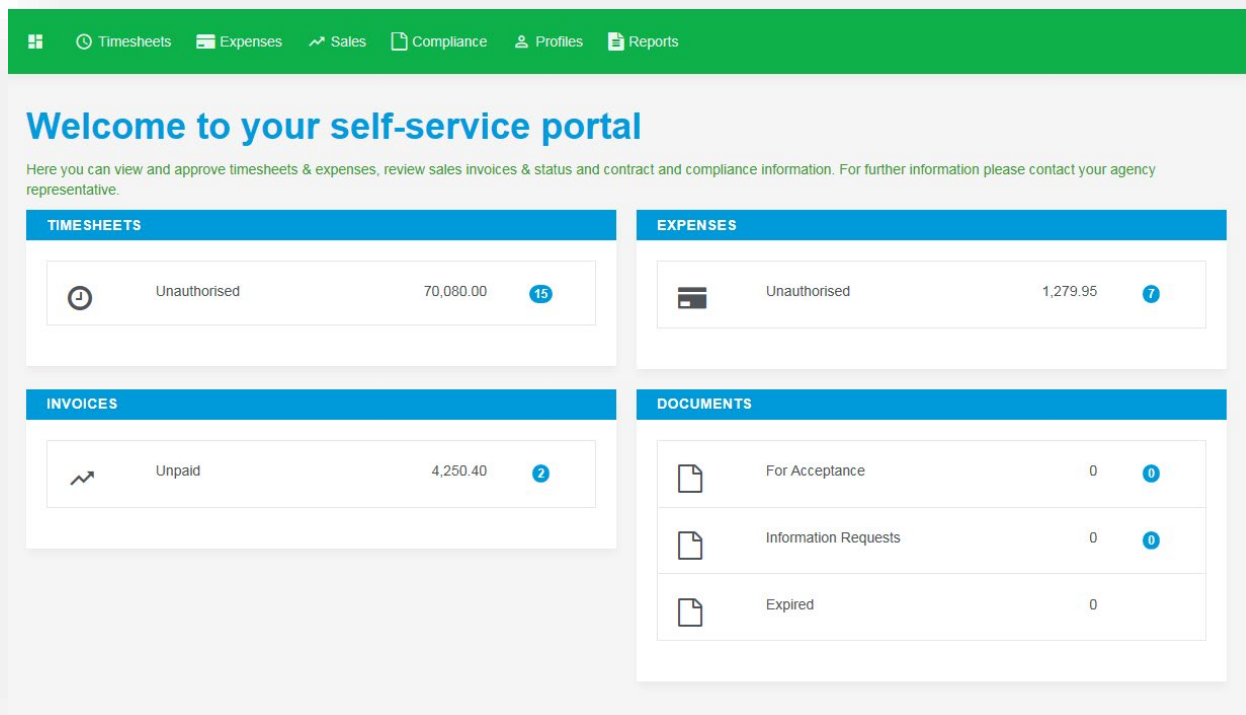 Timesheets Expenses Sales Compliance Profiles Reports
Welcome to your self-service portal
Here you can view and approve timesheets & expenses, review sales invoices & status and contract and compliance information. For further information please contact your agency
representative.
TIMESHEETS
Unauthorised 70,080.00 15
EXPENSES
Unauthorised 1,279.95 7
INVOICES
Unpaid 4,250.40 2
DOCUMENTS
For Acceptance 0 0
Information Requests 0 0
Expired 0